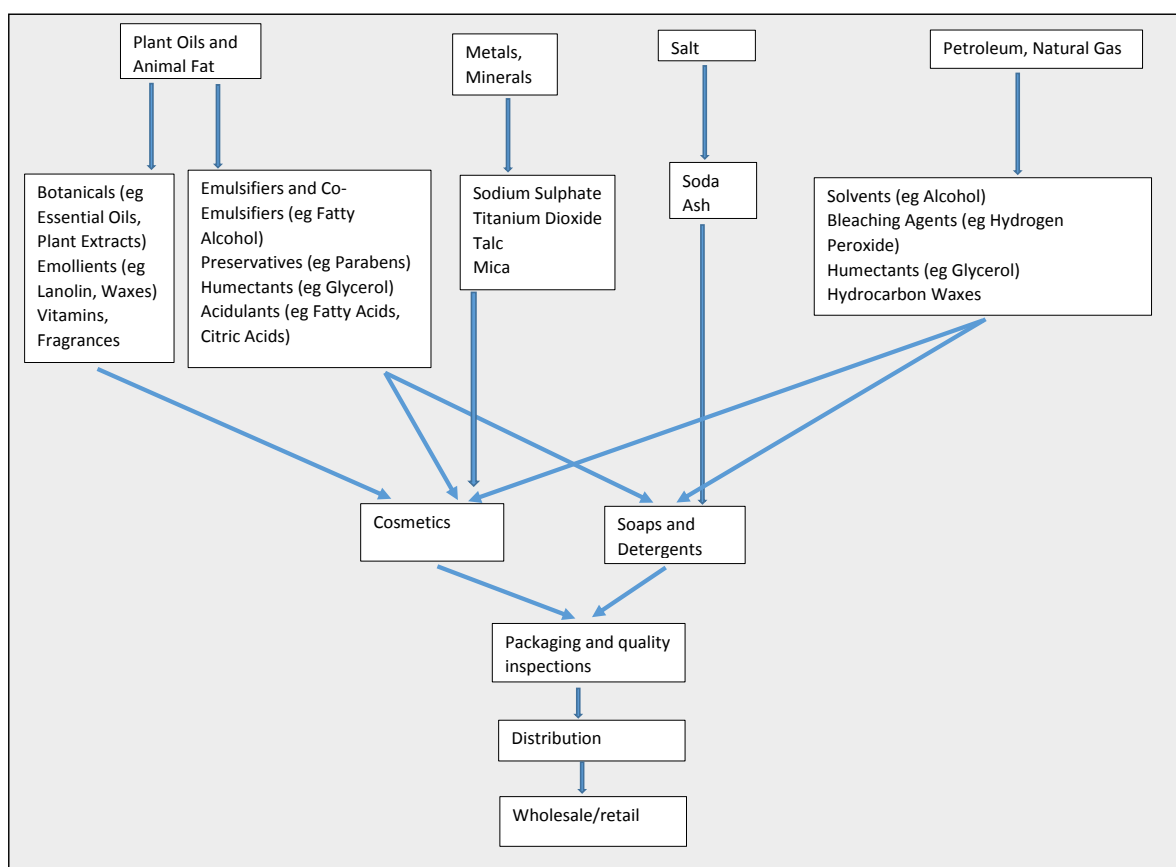 Plant Oils and
Animal Fat
Metals,
Minerals
Salt
Petroleum, Natural Gas
Botanicals (eg
Essential Oils,
Plant Extracts)
Emollients (eg
Lanolin, Waxes)
Vitamins,
Fragrances
Emulsifiers and Co-
Emulsifiers (eg Fatty
Alcohol)
Preservatives (eg Parabens)
Humectants (eg Glycerol)
Acidulants (eg Fatty Acids,
Citric Acids)
Sodium Sulphate
Titanium Dioxide
Talc
Mica
Soda
Ash
Solvents (eg Alcohol)
Bleaching Agents (eg Hydrogen
Peroxide)
Humectants (eg Glycerol)
Hydrocarbon Waxes
Cosmetics
Soaps and
Detergents
Packaging and quality
inspections
Distribution
Wholesale/retail